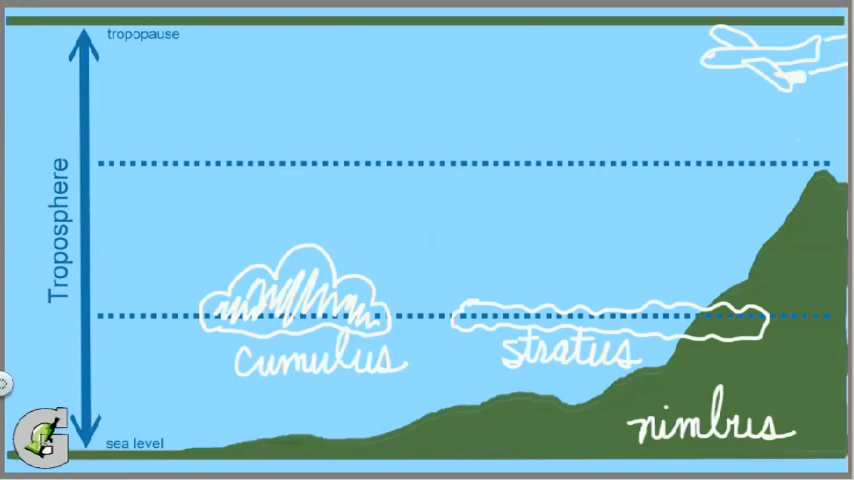 tropopause
Troposphere
cumulus
stratus
nimbus
sea level